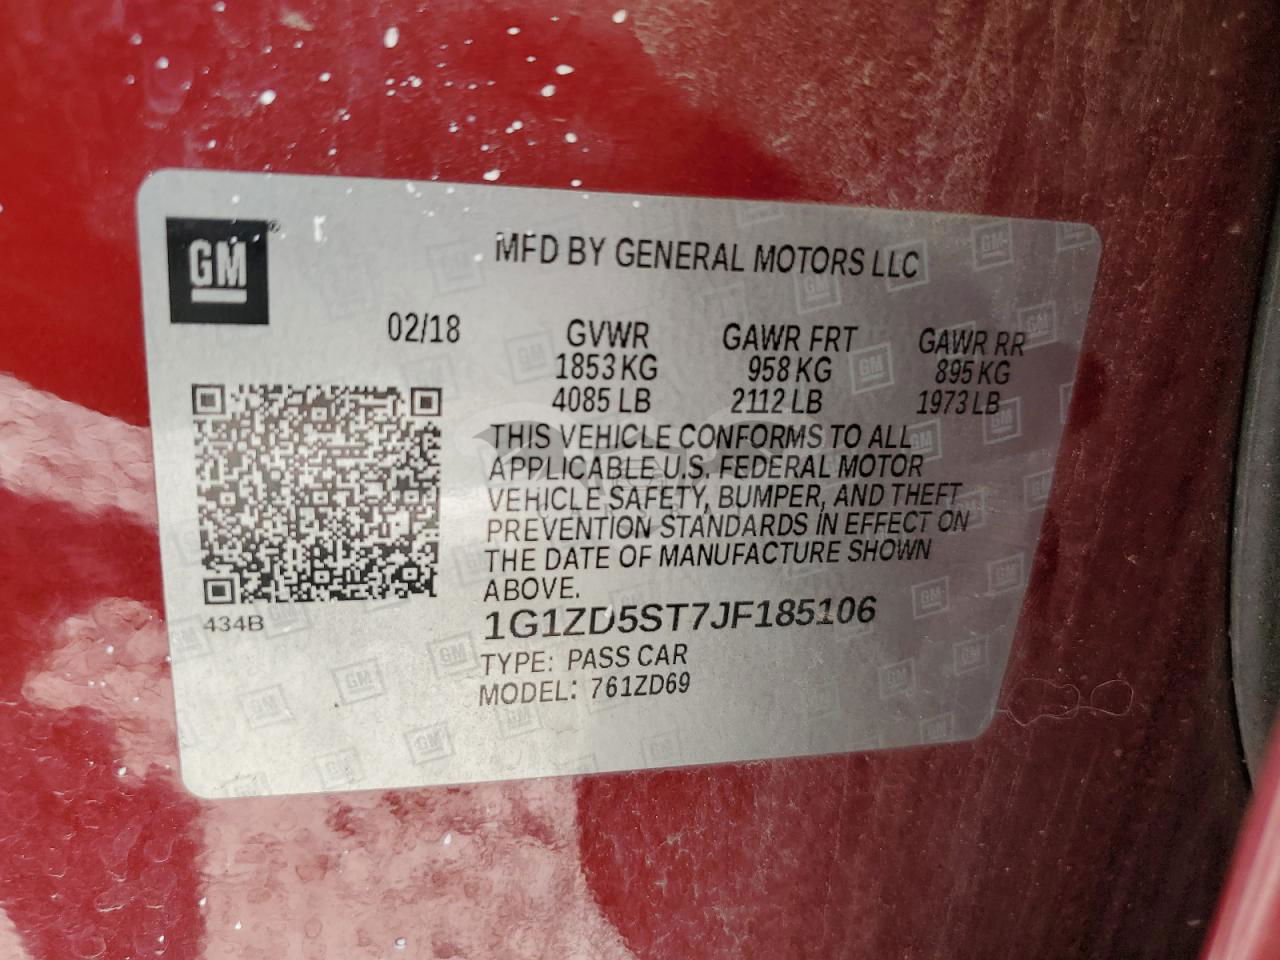 GM
MFD BY GENERAL MOTORS LLC
02/18
GVWR GAWR FRT GAWR RR
1853 KG 958 KG 895 KG
4085 LB 2112 LB 1973 LB
THIS VEHICLE CONFORMS TO ALL
APPLICABLE U.S. FEDERAL MOTOR
VEHICLE SAFETY, BUMPER, AND THEFT
PREVENTION STANDARDS IN EFFECT ON
THE DATE OF MANUFACTURE SHOWN
ABOVE.
434B
1G1ZD5ST7JF185106
TYPE: PASS CAR
MODEL: 761ZD69